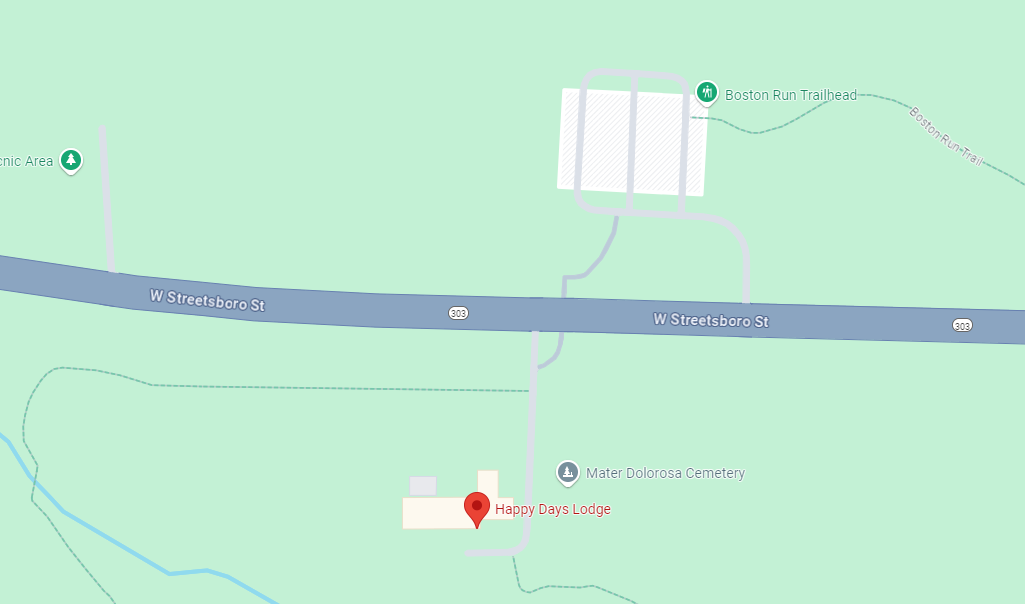 Boston Run Trailhead
Boston Run Trail
cnic Area
W Streetsboro St
303
W Streetsboro St
303
Mater Dolorosa Cemetery
Happy Days Lodge